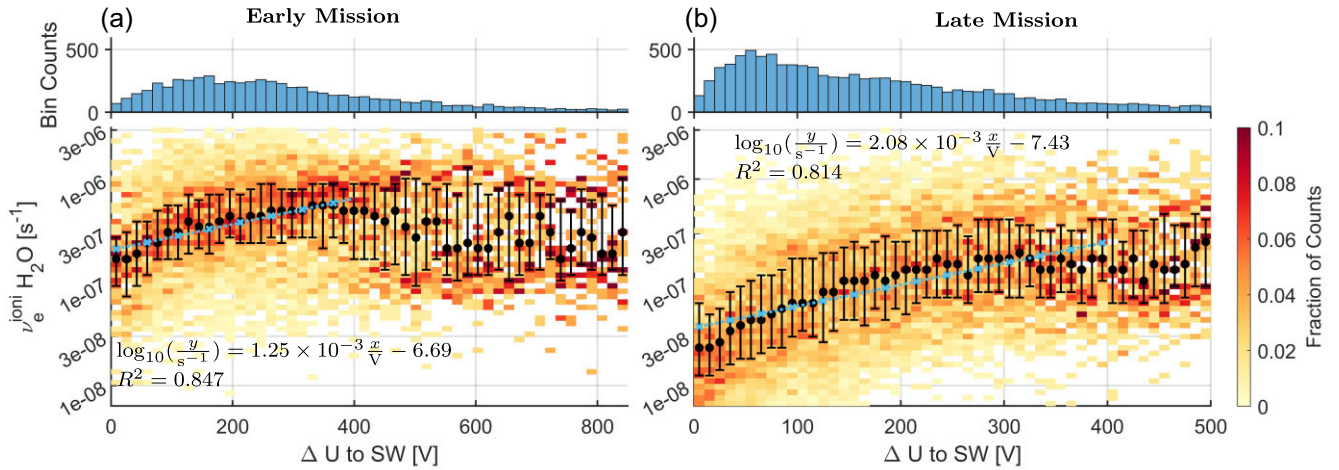 (a) Early Mission
(b) Late Mission
Bin Counts
500
0
500
0
ν_e^ioni H₂O [s⁻¹]
3e-06
1e-06
3e-07
1e-07
3e-08
1e-08
log₁₀(y/s⁻¹) = 1.25 × 10⁻³ x/V − 6.69
R² = 0.847
0 200 400 600 800
Δ U to SW [V]
3e-06
1e-06
3e-07
1e-07
3e-08
1e-08
log₁₀(y/s⁻¹) = 2.08 × 10⁻³ x/V − 7.43
R² = 0.814
0 100 200 300 400 500
Δ U to SW [V]
0.1
0.08
0.06
0.04
0.02
0
Fraction of Counts